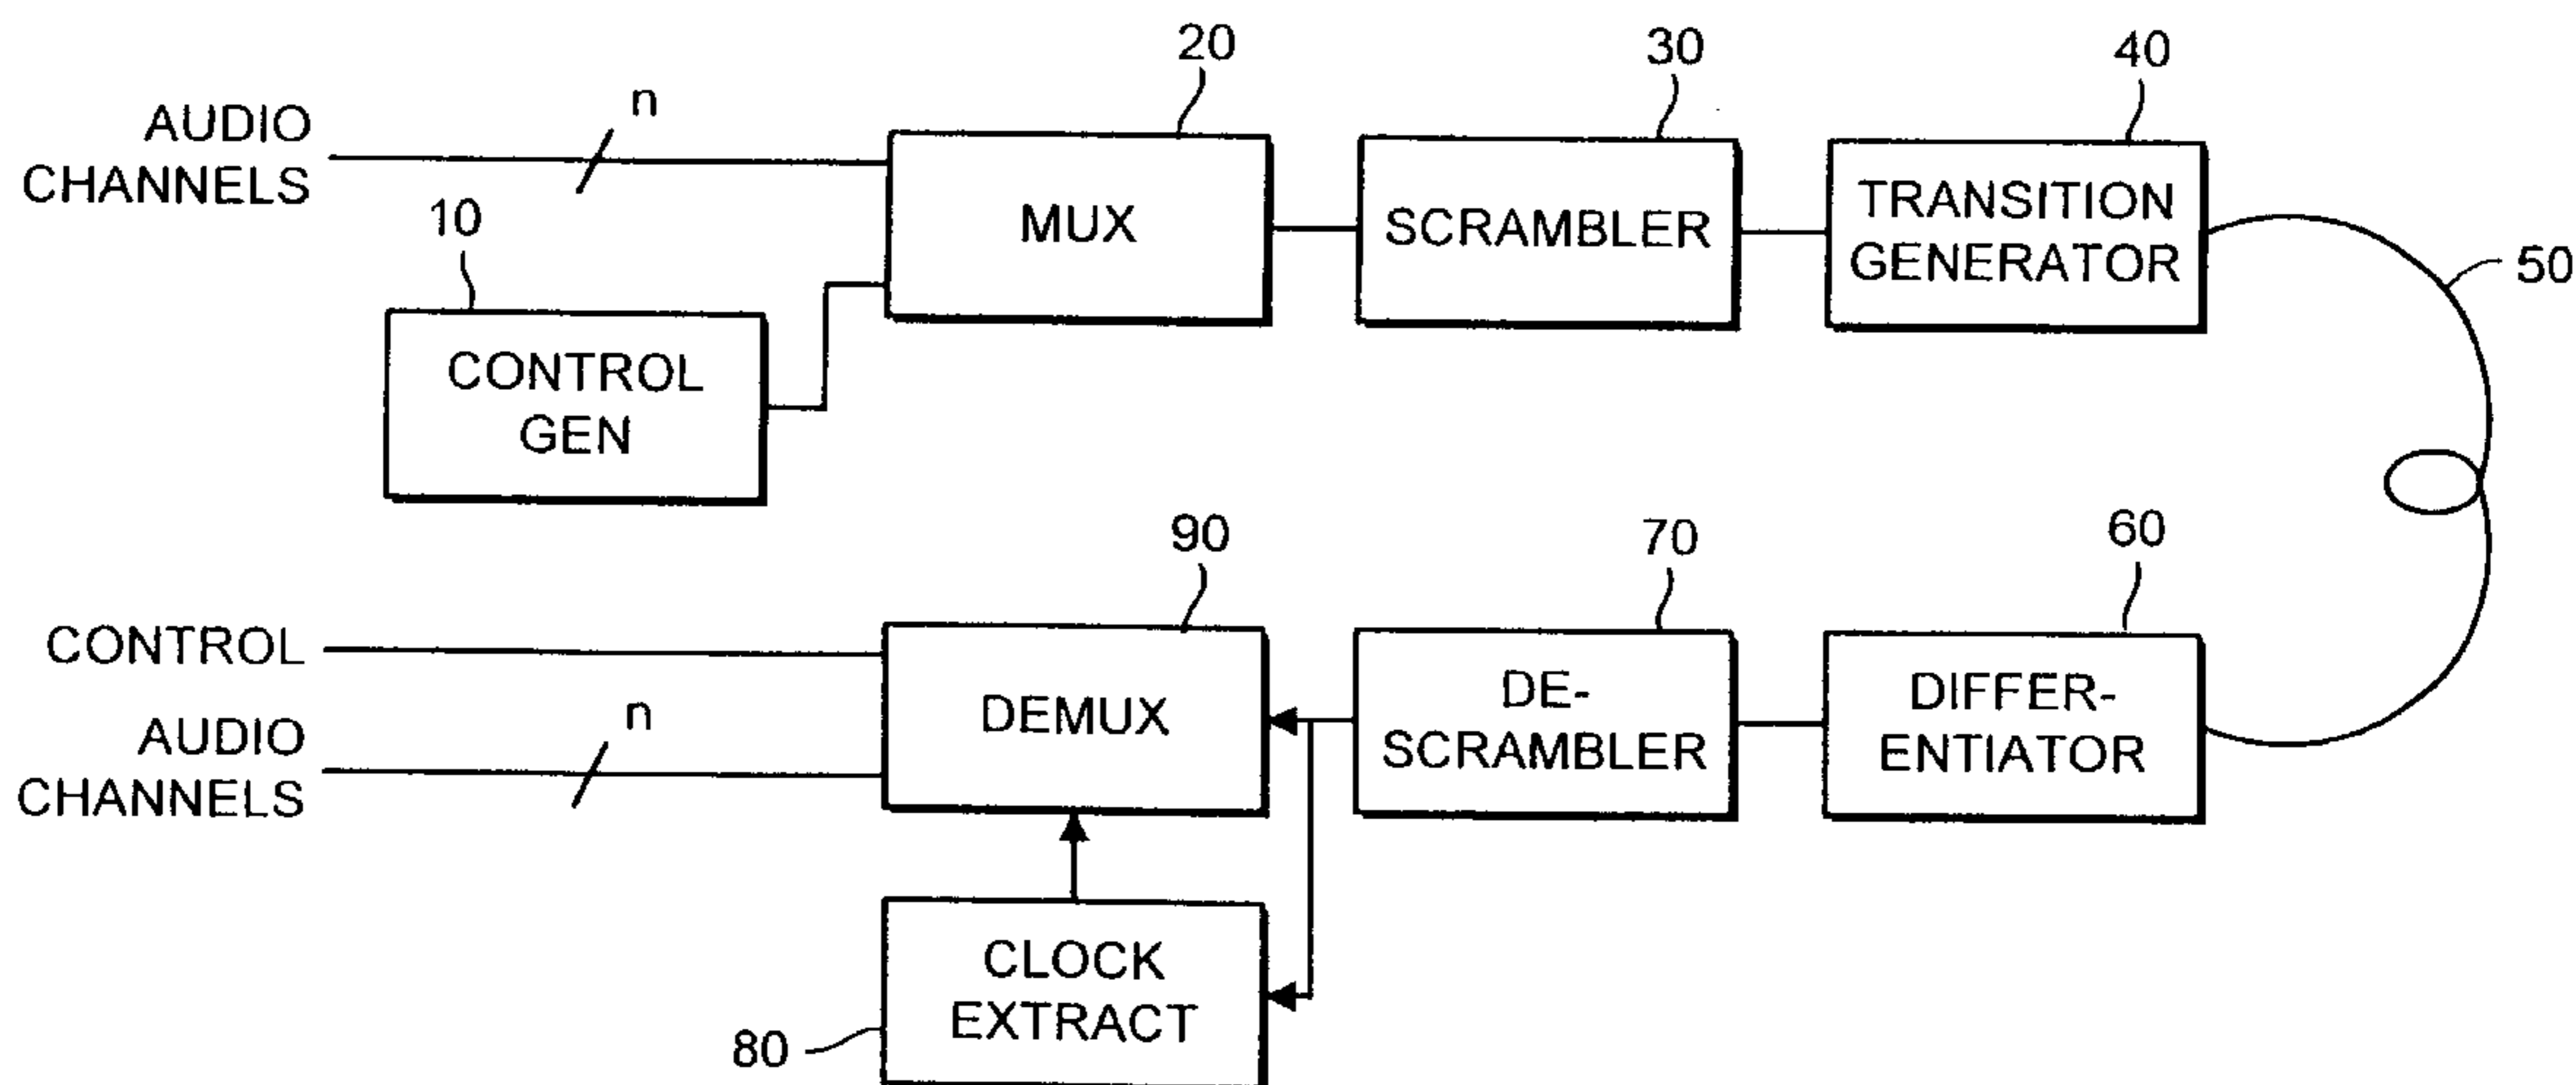 20
30
40
n
AUDIO
CHANNELS
MUX
SCRAMBLER
TRANSITION
GENERATOR
50
10
CONTROL
GEN
90
70
60
CONTROL
DEMUX
DE-
SCRAMBLER
DIFFER-
ENTIATOR
n
AUDIO
CHANNELS
CLOCK
EXTRACT
80